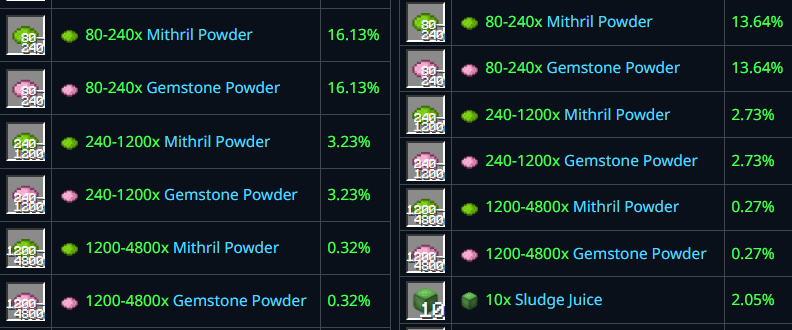 80-240 80-240x Mithril Powder 16.13%
80-240 80-240x Gemstone Powder 16.13%
240-1200 240-1200x Mithril Powder 3.23%
240-1200 240-1200x Gemstone Powder 3.23%
1200-4800 1200-4800x Mithril Powder 0.32%
1200-4800 1200-4800x Gemstone Powder 0.32%
80-240 80-240x Mithril Powder 13.64%
80-240 80-240x Gemstone Powder 13.64%
240-1200 240-1200x Mithril Powder 2.73%
240-1200 240-1200x Gemstone Powder 2.73%
1200-4800 1200-4800x Mithril Powder 0.27%
1200-4800 1200-4800x Gemstone Powder 0.27%
10 10x Sludge Juice 2.05%